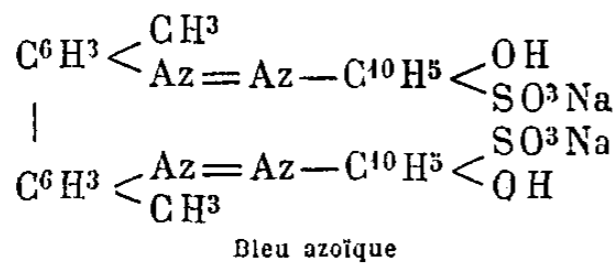 CH³
C⁶H³<
Az=Az—C¹⁰H⁵<OH
SO³Na
|
SO³Na
C⁶H³<Az=Az—C¹⁰H⁵<OH
CH³
Bleu azoïque